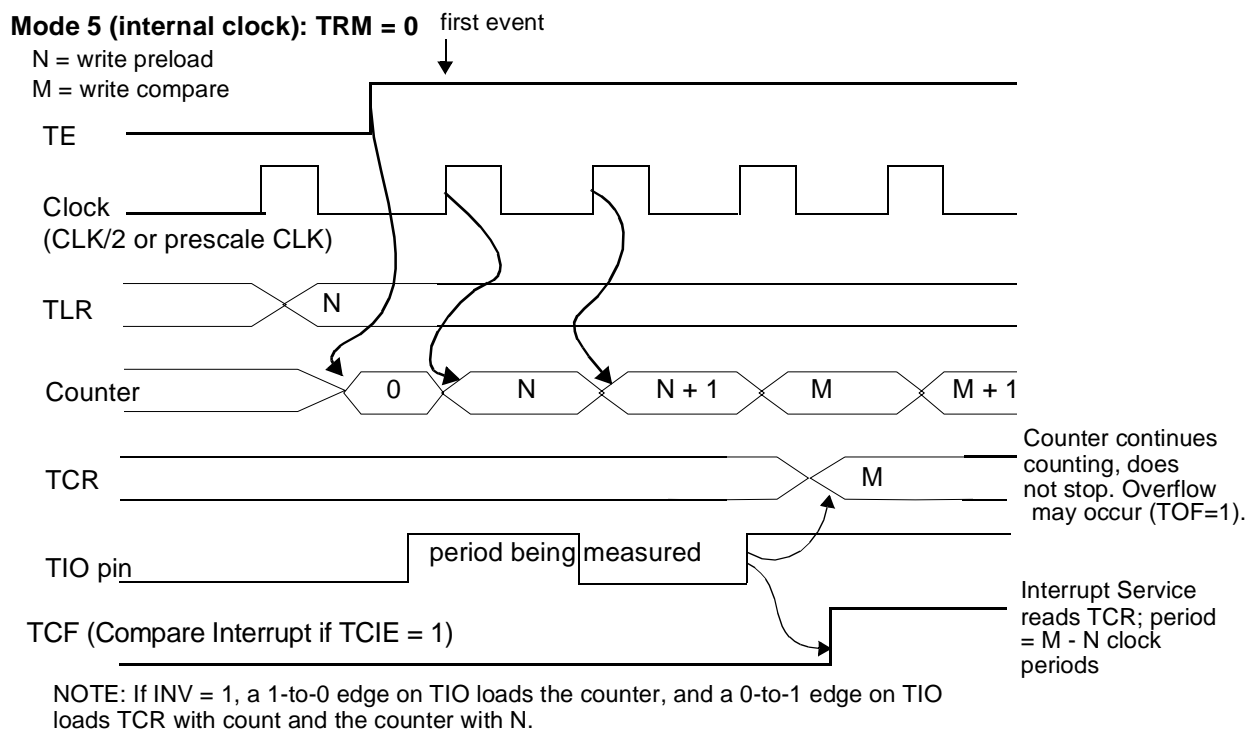 Mode 5 (internal clock): TRM = 0
first event
N = write preload
M = write compare
TE
Clock
(CLK/2 or prescale CLK)
TLR
N
Counter
0
N
N + 1
M
M + 1
TCR
M
Counter continues
counting, does
not stop. Overflow
may occur (TOF=1).
TIO pin
period being measured
TCF (Compare Interrupt if TCIE = 1)
Interrupt Service
reads TCR; period
= M - N clock
periods
NOTE: If INV = 1, a 1-to-0 edge on TIO loads the counter, and a 0-to-1 edge on TIO
loads TCR with count and the counter with N.